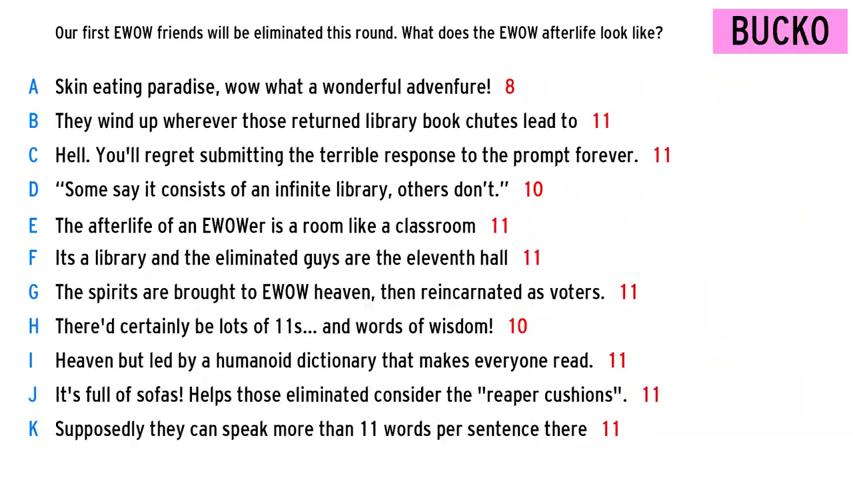 Our first EWOW friends will be eliminated this round. What does the EWOW afterlife look like?
BUCKO
A Skin eating paradise, wow what a wonderful advenfure! 8
B They wind up wherever those returned library book chutes lead to 11
C Hell. You'll regret submitting the terrible response to the prompt forever. 11
D “Some say it consists of an infinite library, others don’t.” 10
E The afterlife of an EWOWer is a room like a classroom 11
F Its a library and the eliminated guys are the eleventh hall 11
G The spirits are brought to EWOW heaven, then reincarnated as voters. 11
H There'd certainly be lots of 11s... and words of wisdom! 10
I Heaven but led by a humanoid dictionary that makes everyone read. 11
J It's full of sofas! Helps those eliminated consider the "reaper cushions". 11
K Supposedly they can speak more than 11 words per sentence there 11